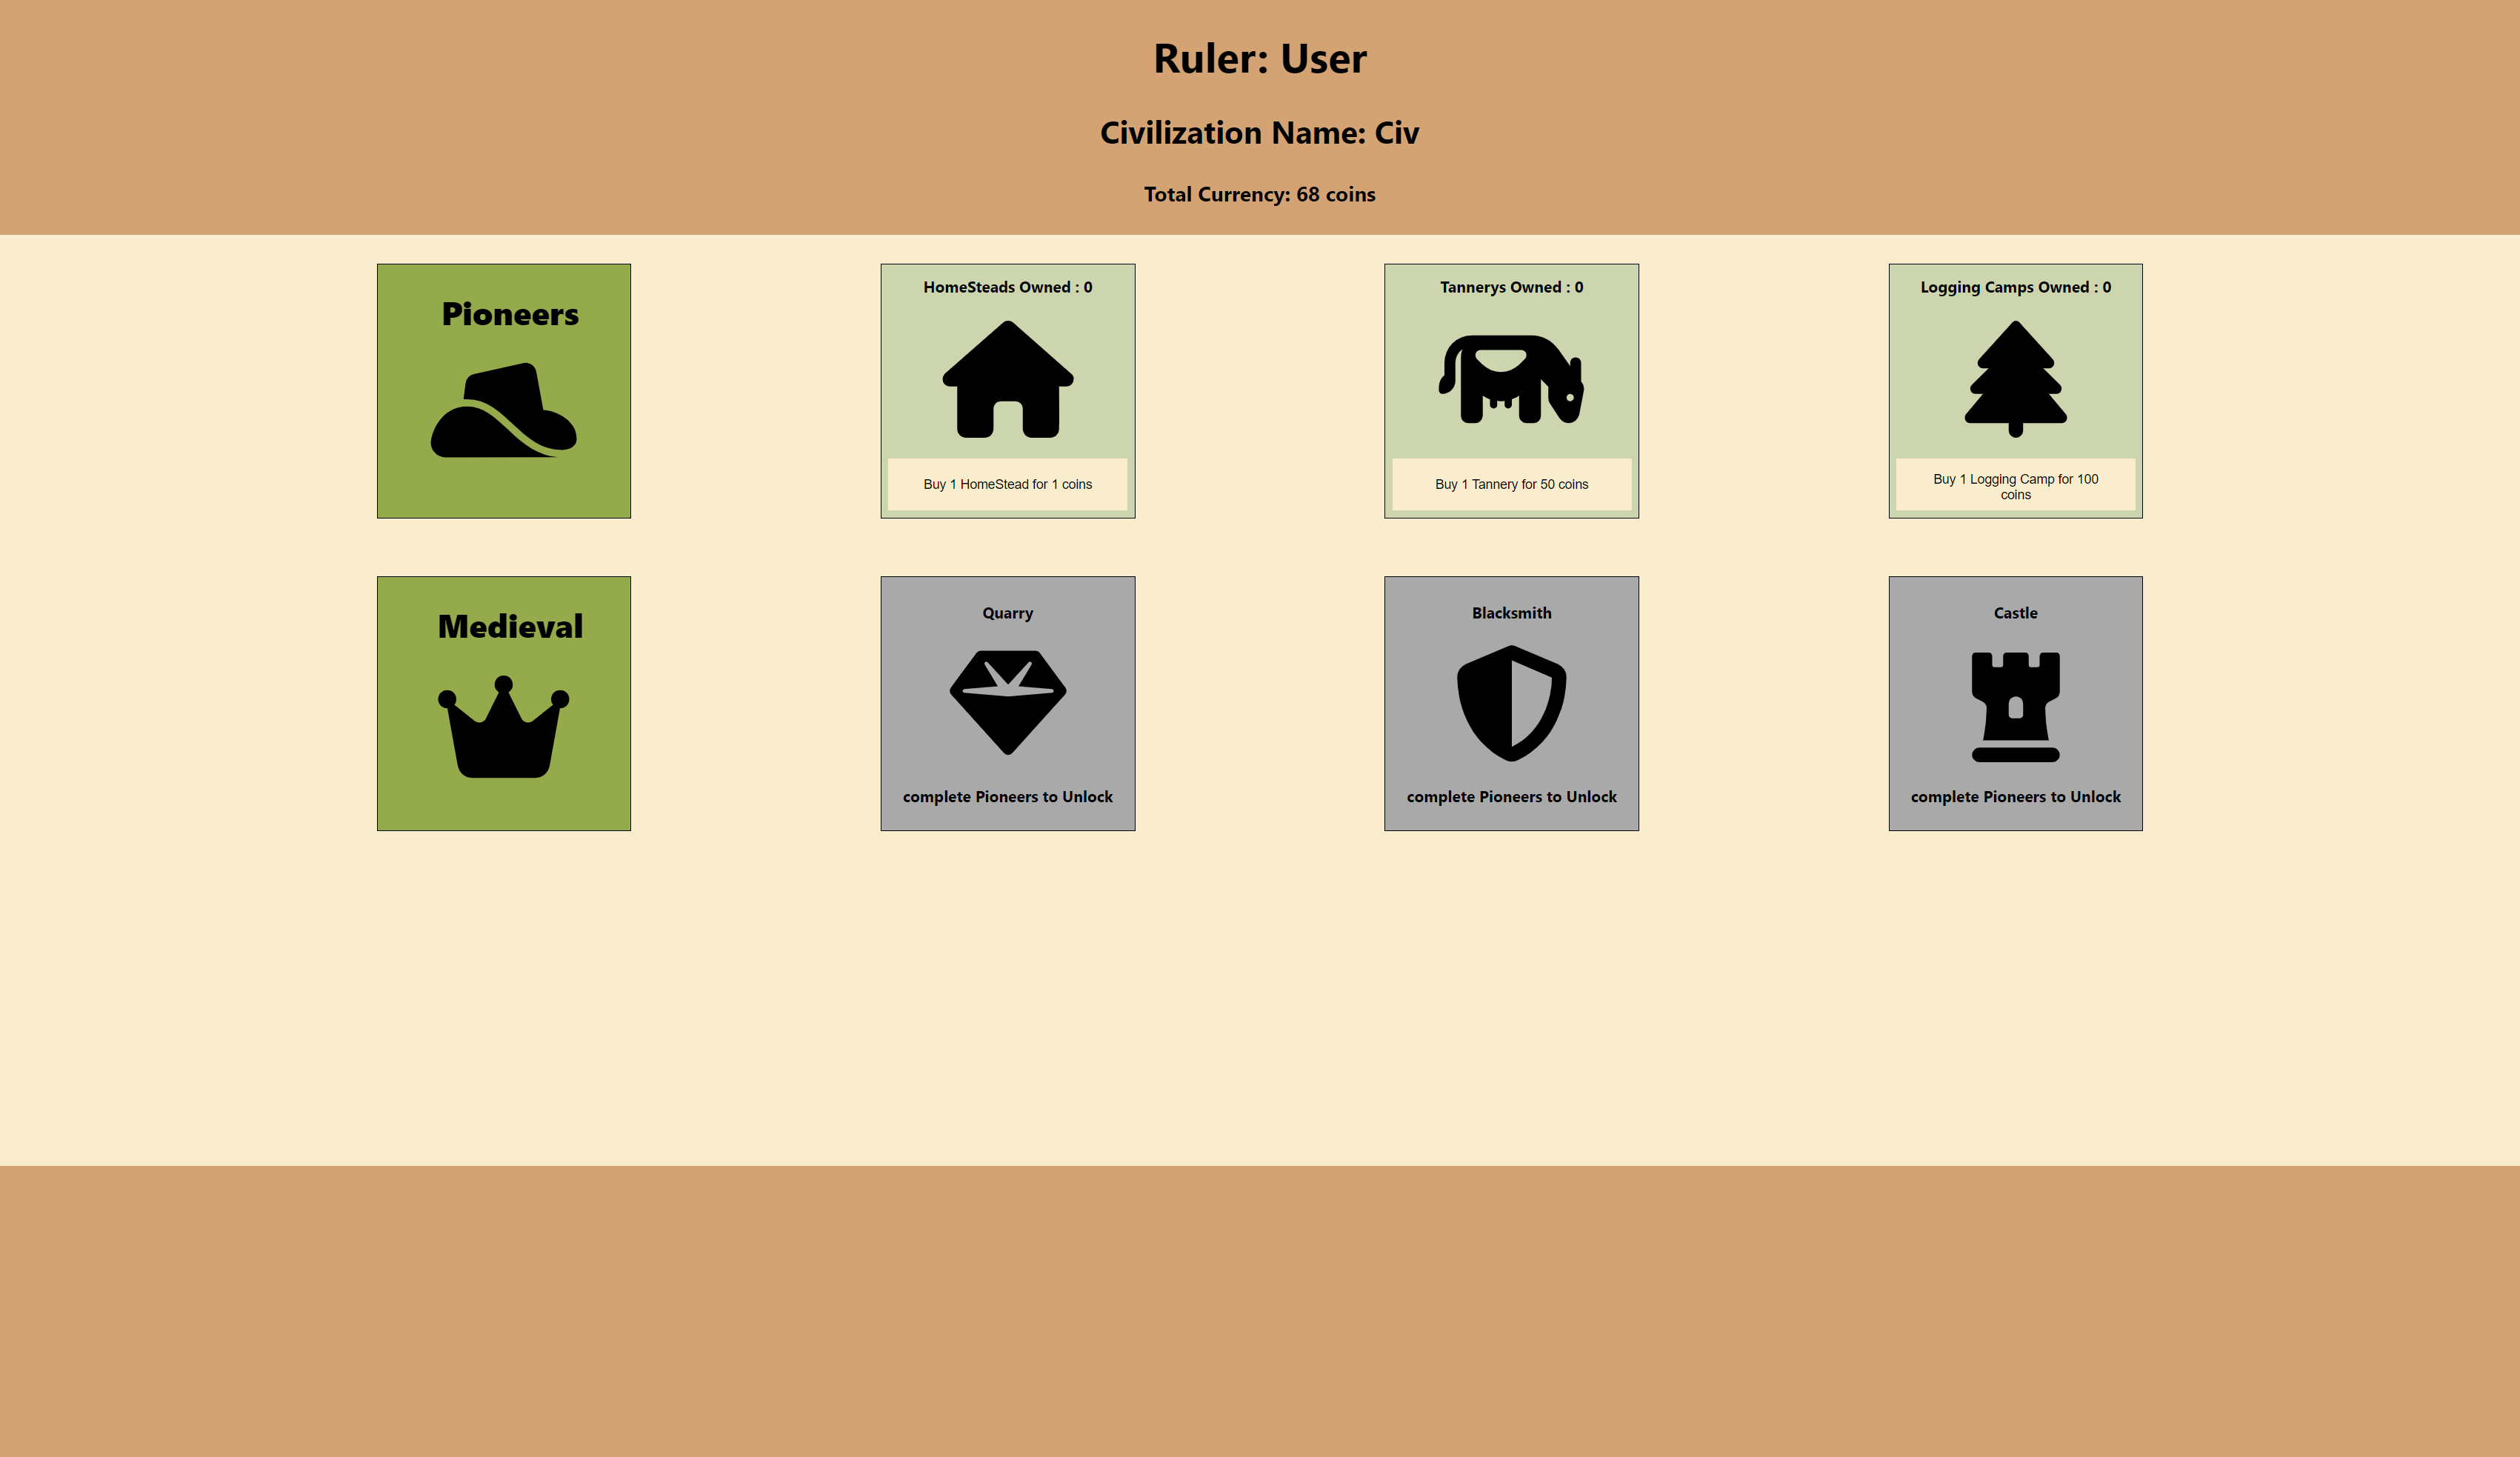 Ruler: User
Civilization Name: Civ
Total Currency: 68 coins
Pioneers
HomeSteads Owned : 0
Buy 1 HomeStead for 1 coins
Tannerys Owned : 0
Buy 1 Tannery for 50 coins
Logging Camps Owned : 0
Buy 1 Logging Camp for 100
coins
Medieval
Quarry
complete Pioneers to Unlock
Blacksmith
complete Pioneers to Unlock
Castle
complete Pioneers to Unlock